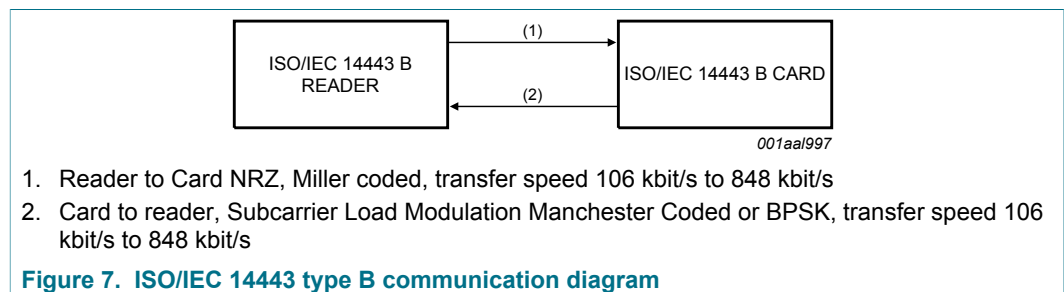 (1)
ISO/IEC 14443 B
READER
ISO/IEC 14443 B CARD
(2)
001aal997
1. Reader to Card NRZ, Miller coded, transfer speed 106 kbit/s to 848 kbit/s
2. Card to reader, Subcarrier Load Modulation Manchester Coded or BPSK, transfer speed 106
kbit/s to 848 kbit/s
Figure 7. ISO/IEC 14443 type B communication diagram